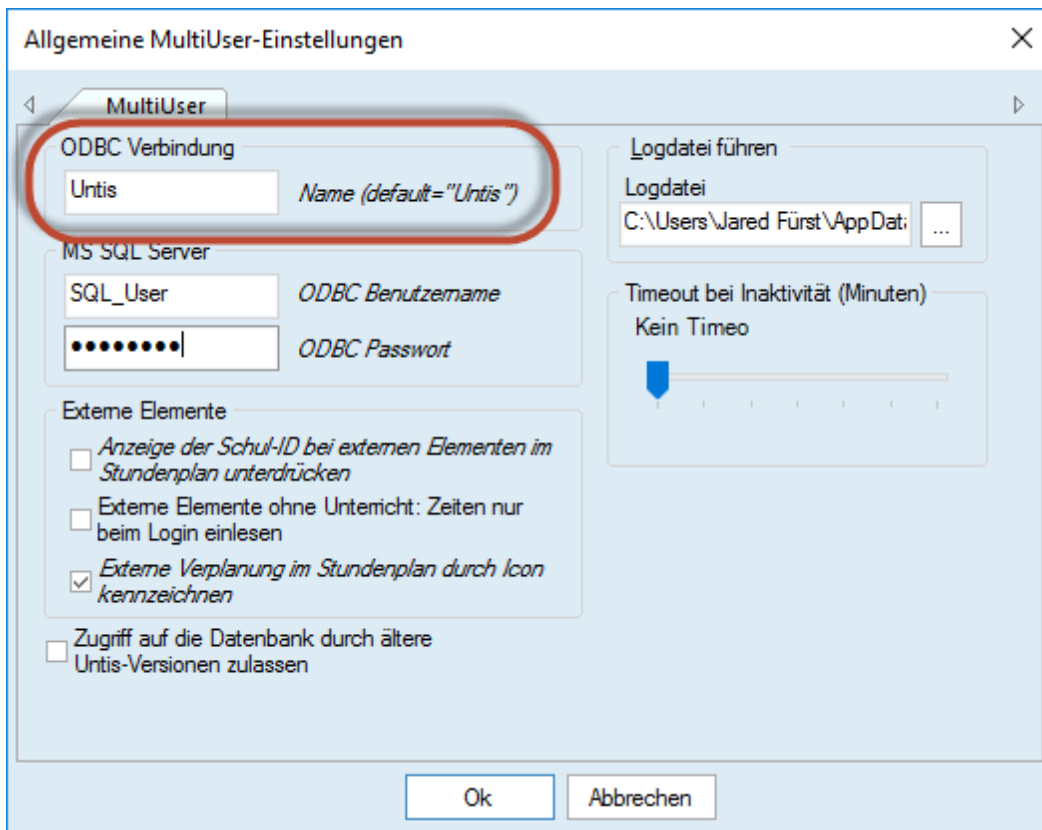 Allgemeine MultiUser-Einstellungen
MultiUser
ODBC Verbindung
Untis
Name (default="Untis")
MS SQL Server
SQL_User
ODBC Benutzername
ODBC Passwort
Externe Elemente
Anzeige der Schul-ID bei externen Elementen im
Stundenplan unterdrücken
Externe Elemente ohne Unterricht: Zeiten nur
beim Login einlesen
Externe Verplanung im Stundenplan durch Icon
kennzeichnen
Zugriff auf die Datenbank durch ältere
Untis-Versionen zulassen
Logdatei führen
Logdatei
C:\Users\Jared Fürst\AppData
...
Timeout bei Inaktivität (Minuten)
Kein Timeo
Ok
Abbrechen